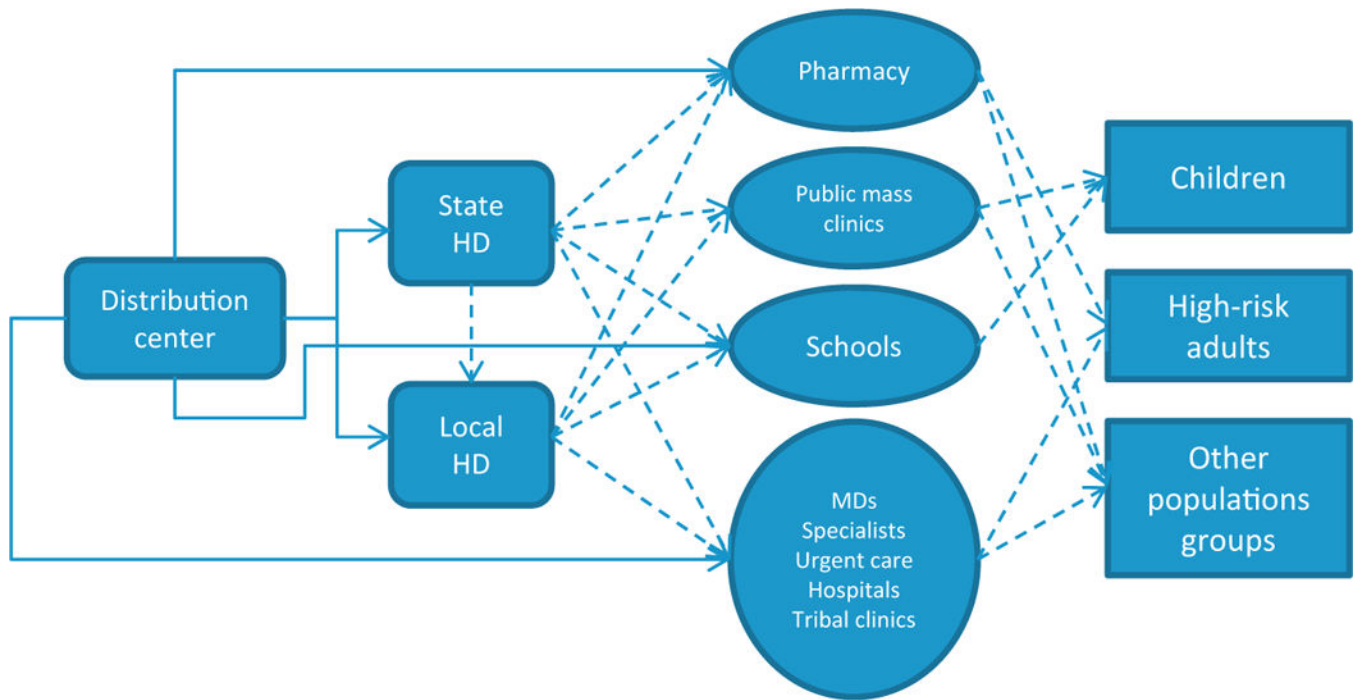 Distribution
center
State
HD
Local
HD
Pharmacy
Public mass
clinics
Schools
MDs
Specialists
Urgent care
Hospitals
Tribal clinics
Children
High-risk
adults
Other
populations
groups